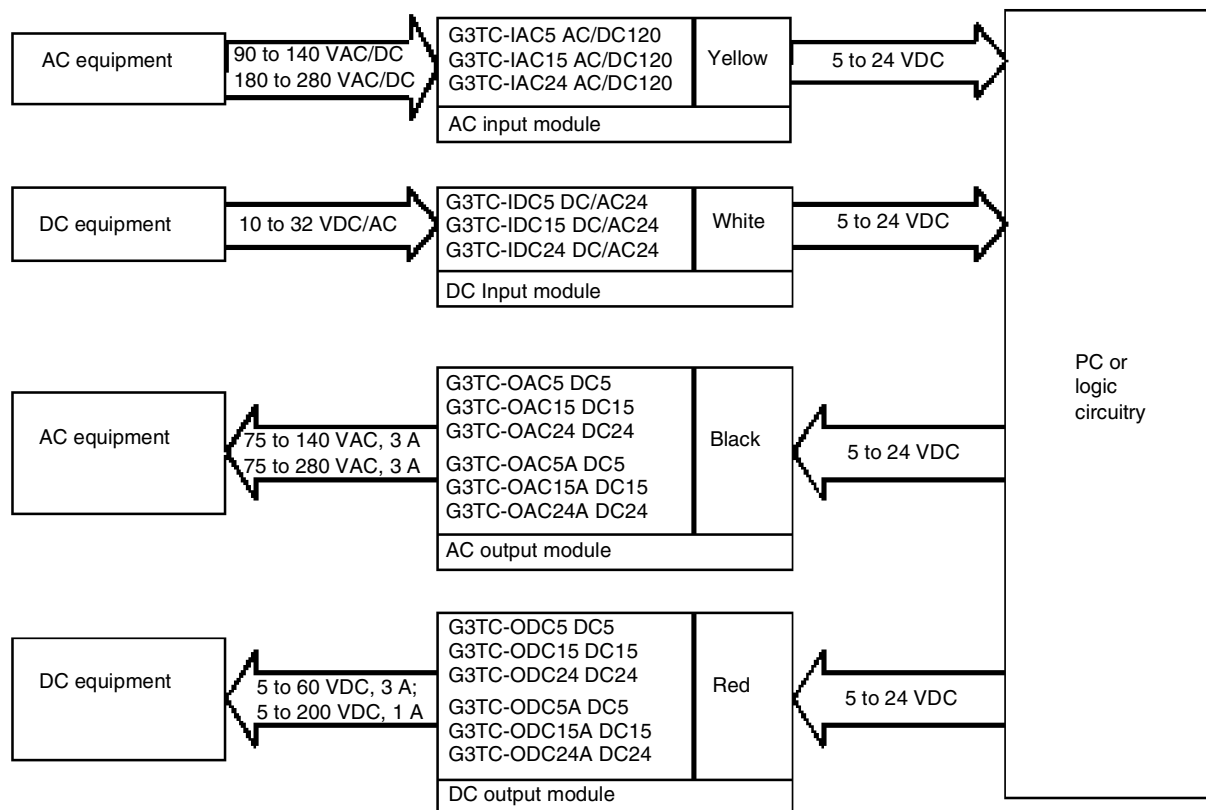 AC equipment
90 to 140 VAC/DC
180 to 280 VAC/DC
G3TC-IAC5 AC/DC120
G3TC-IAC15 AC/DC120
G3TC-IAC24 AC/DC120
Yellow
AC input module
5 to 24 VDC
DC equipment
10 to 32 VDC/AC
G3TC-IDC5 DC/AC24
G3TC-IDC15 DC/AC24
G3TC-IDC24 DC/AC24
White
DC Input module
5 to 24 VDC
PC or
logic
circuitry
AC equipment
75 to 140 VAC, 3 A
75 to 280 VAC, 3 A
G3TC-OAC5 DC5
G3TC-OAC15 DC15
G3TC-OAC24 DC24
G3TC-OAC5A DC5
G3TC-OAC15A DC15
G3TC-OAC24A DC24
Black
AC output module
5 to 24 VDC
DC equipment
5 to 60 VDC, 3 A;
5 to 200 VDC, 1 A
G3TC-ODC5 DC5
G3TC-ODC15 DC15
G3TC-ODC24 DC24
G3TC-ODC5A DC5
G3TC-ODC15A DC15
G3TC-ODC24A DC24
Red
DC output module
5 to 24 VDC